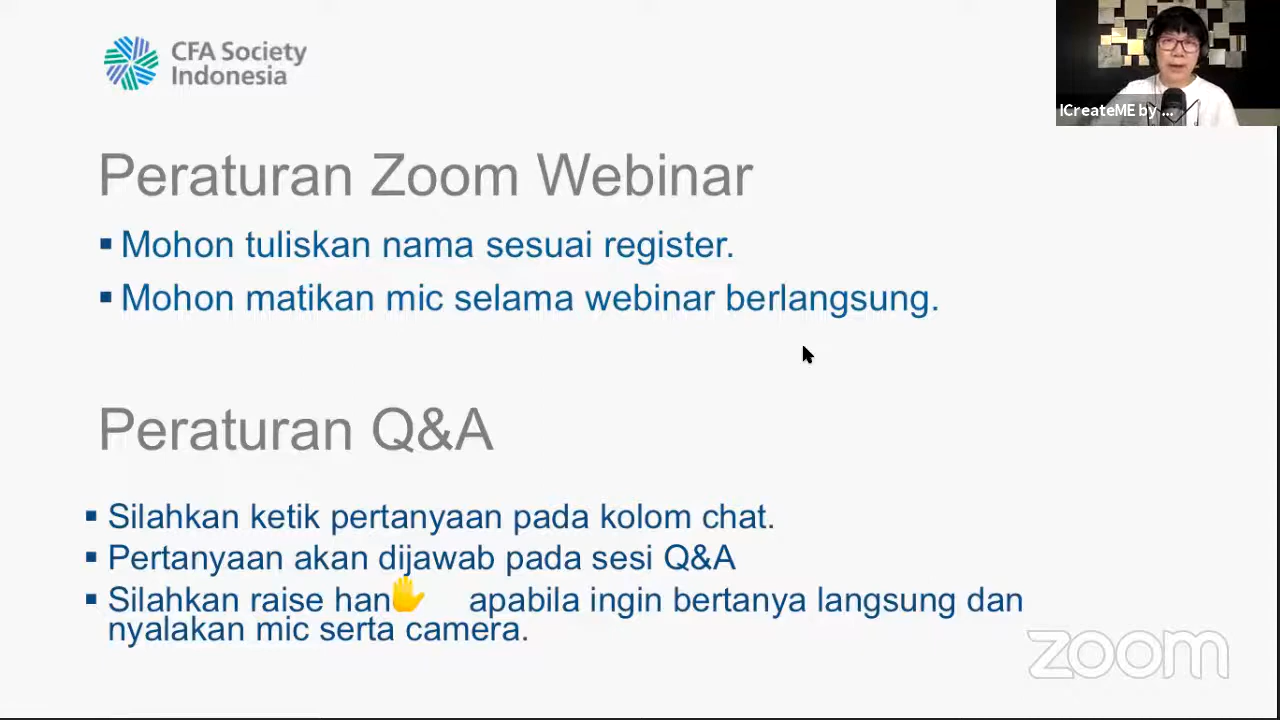 CFA Society
Indonesia
ICreateME by ...
Peraturan Zoom Webinar
▪ Mohon tuliskan nama sesuai register.
▪ Mohon matikan mic selama webinar berlangsung.
Peraturan Q&A
▪ Silahkan ketik pertanyaan pada kolom chat.
▪ Pertanyaan akan dijawab pada sesi Q&A
▪ Silahkan raise han✋ apabila ingin bertanya langsung dan
nyalakan mic serta camera.
zoom